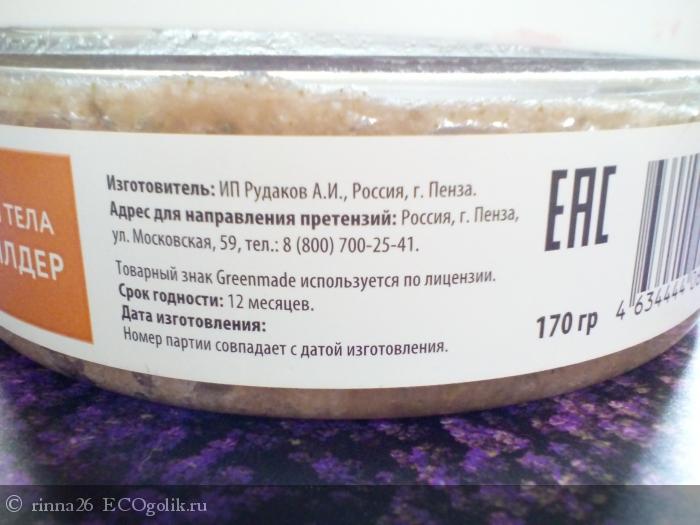 ТЕЛА
ЛДЕР
Изготовитель: ИП Рудаков А.И., Россия, г. Пенза.
Адрес для направления претензий: Россия, г. Пенза,
ул. Московская, 59, тел.: 8 (800) 700-25-41.
Товарный знак Greenmade используется по лицензии.
Срок годности: 12 месяцев.
Дата изготовления:
Номер партии совпадает с датой изготовления.
EAC
170 гр
4 634444
© rinna26 ECOgolik.ru